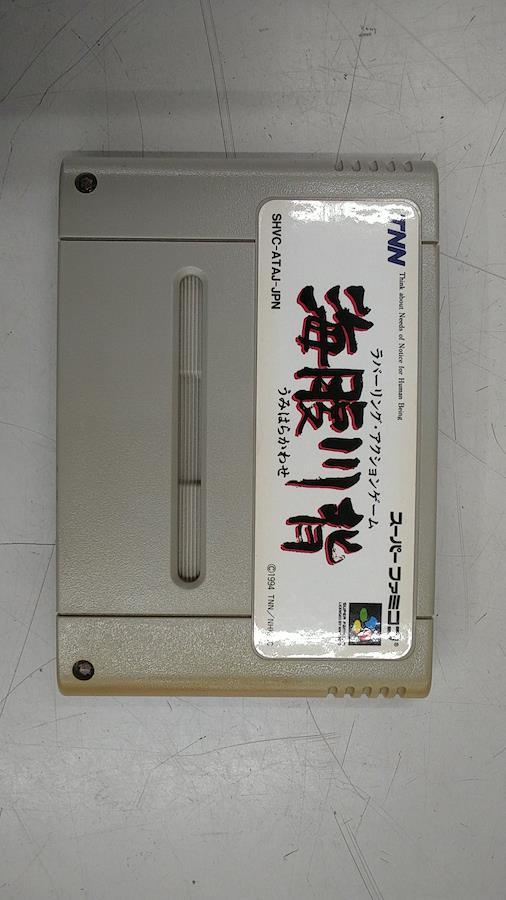 TNN
Think about Needs of Notice for Human Being
スーパーファミコン®
ラバーリング・アクションゲーム
海腹川背
うみはらかわせ
SHVC-ATAJ-JPN
SUPER FAMICOM
©1994 TNN/